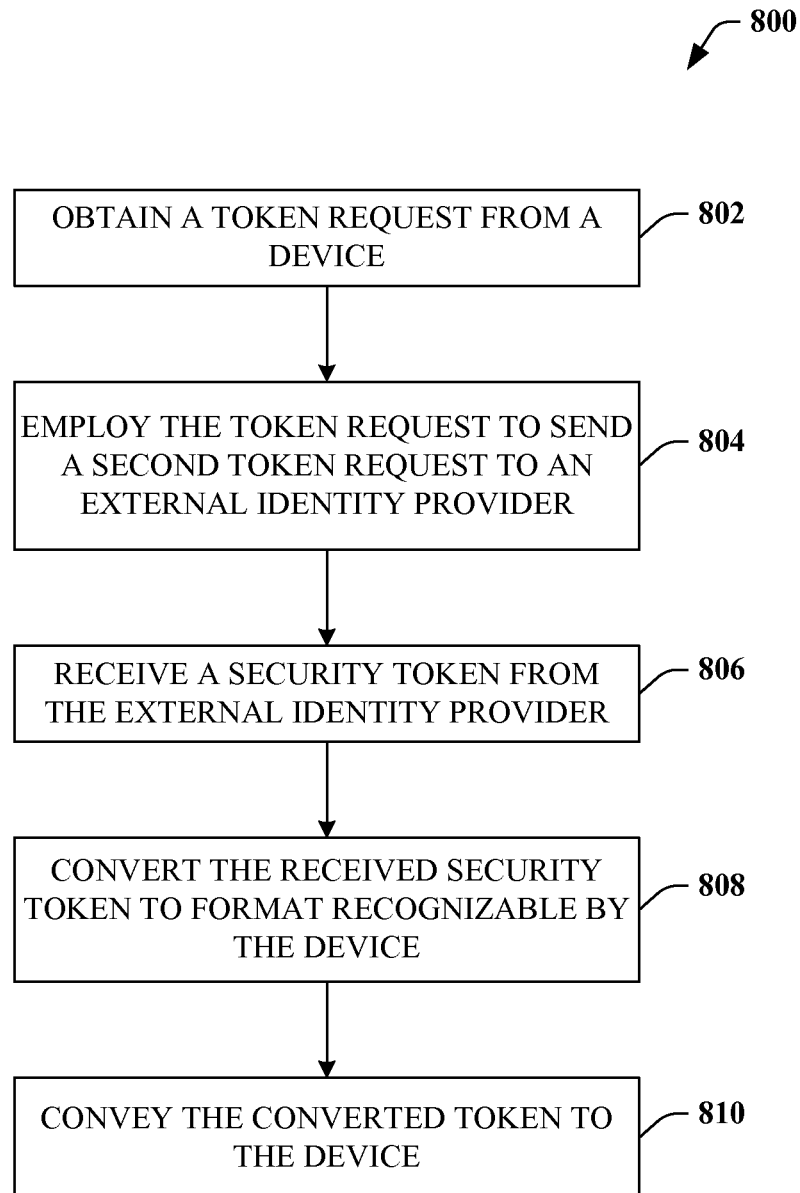 800
OBTAIN A TOKEN REQUEST FROM A
DEVICE
802
EMPLOY THE TOKEN REQUEST TO SEND
A SECOND TOKEN REQUEST TO AN
EXTERNAL IDENTITY PROVIDER
804
RECEIVE A SECURITY TOKEN FROM
THE EXTERNAL IDENTITY PROVIDER
806
CONVERT THE RECEIVED SECURITY
TOKEN TO FORMAT RECOGNIZABLE BY
THE DEVICE
808
CONVEY THE CONVERTED TOKEN TO
THE DEVICE
810